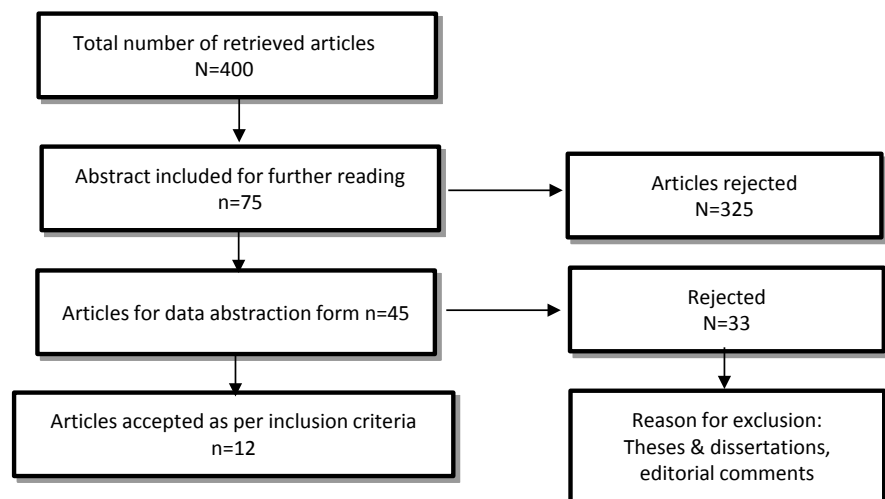 Total number of retrieved articles
N=400
Abstract included for further reading
n=75
Articles rejected
N=325
Articles for data abstraction form n=45
Rejected
N=33
Articles accepted as per inclusion criteria
n=12
Reason for exclusion:
Theses & dissertations,
editorial comments